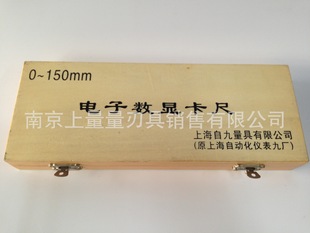 0~150mm
电子数显卡尺
南京上量量刃具销售有限公司
上海自九量具有限公司
(原上海自动化仪表九厂)